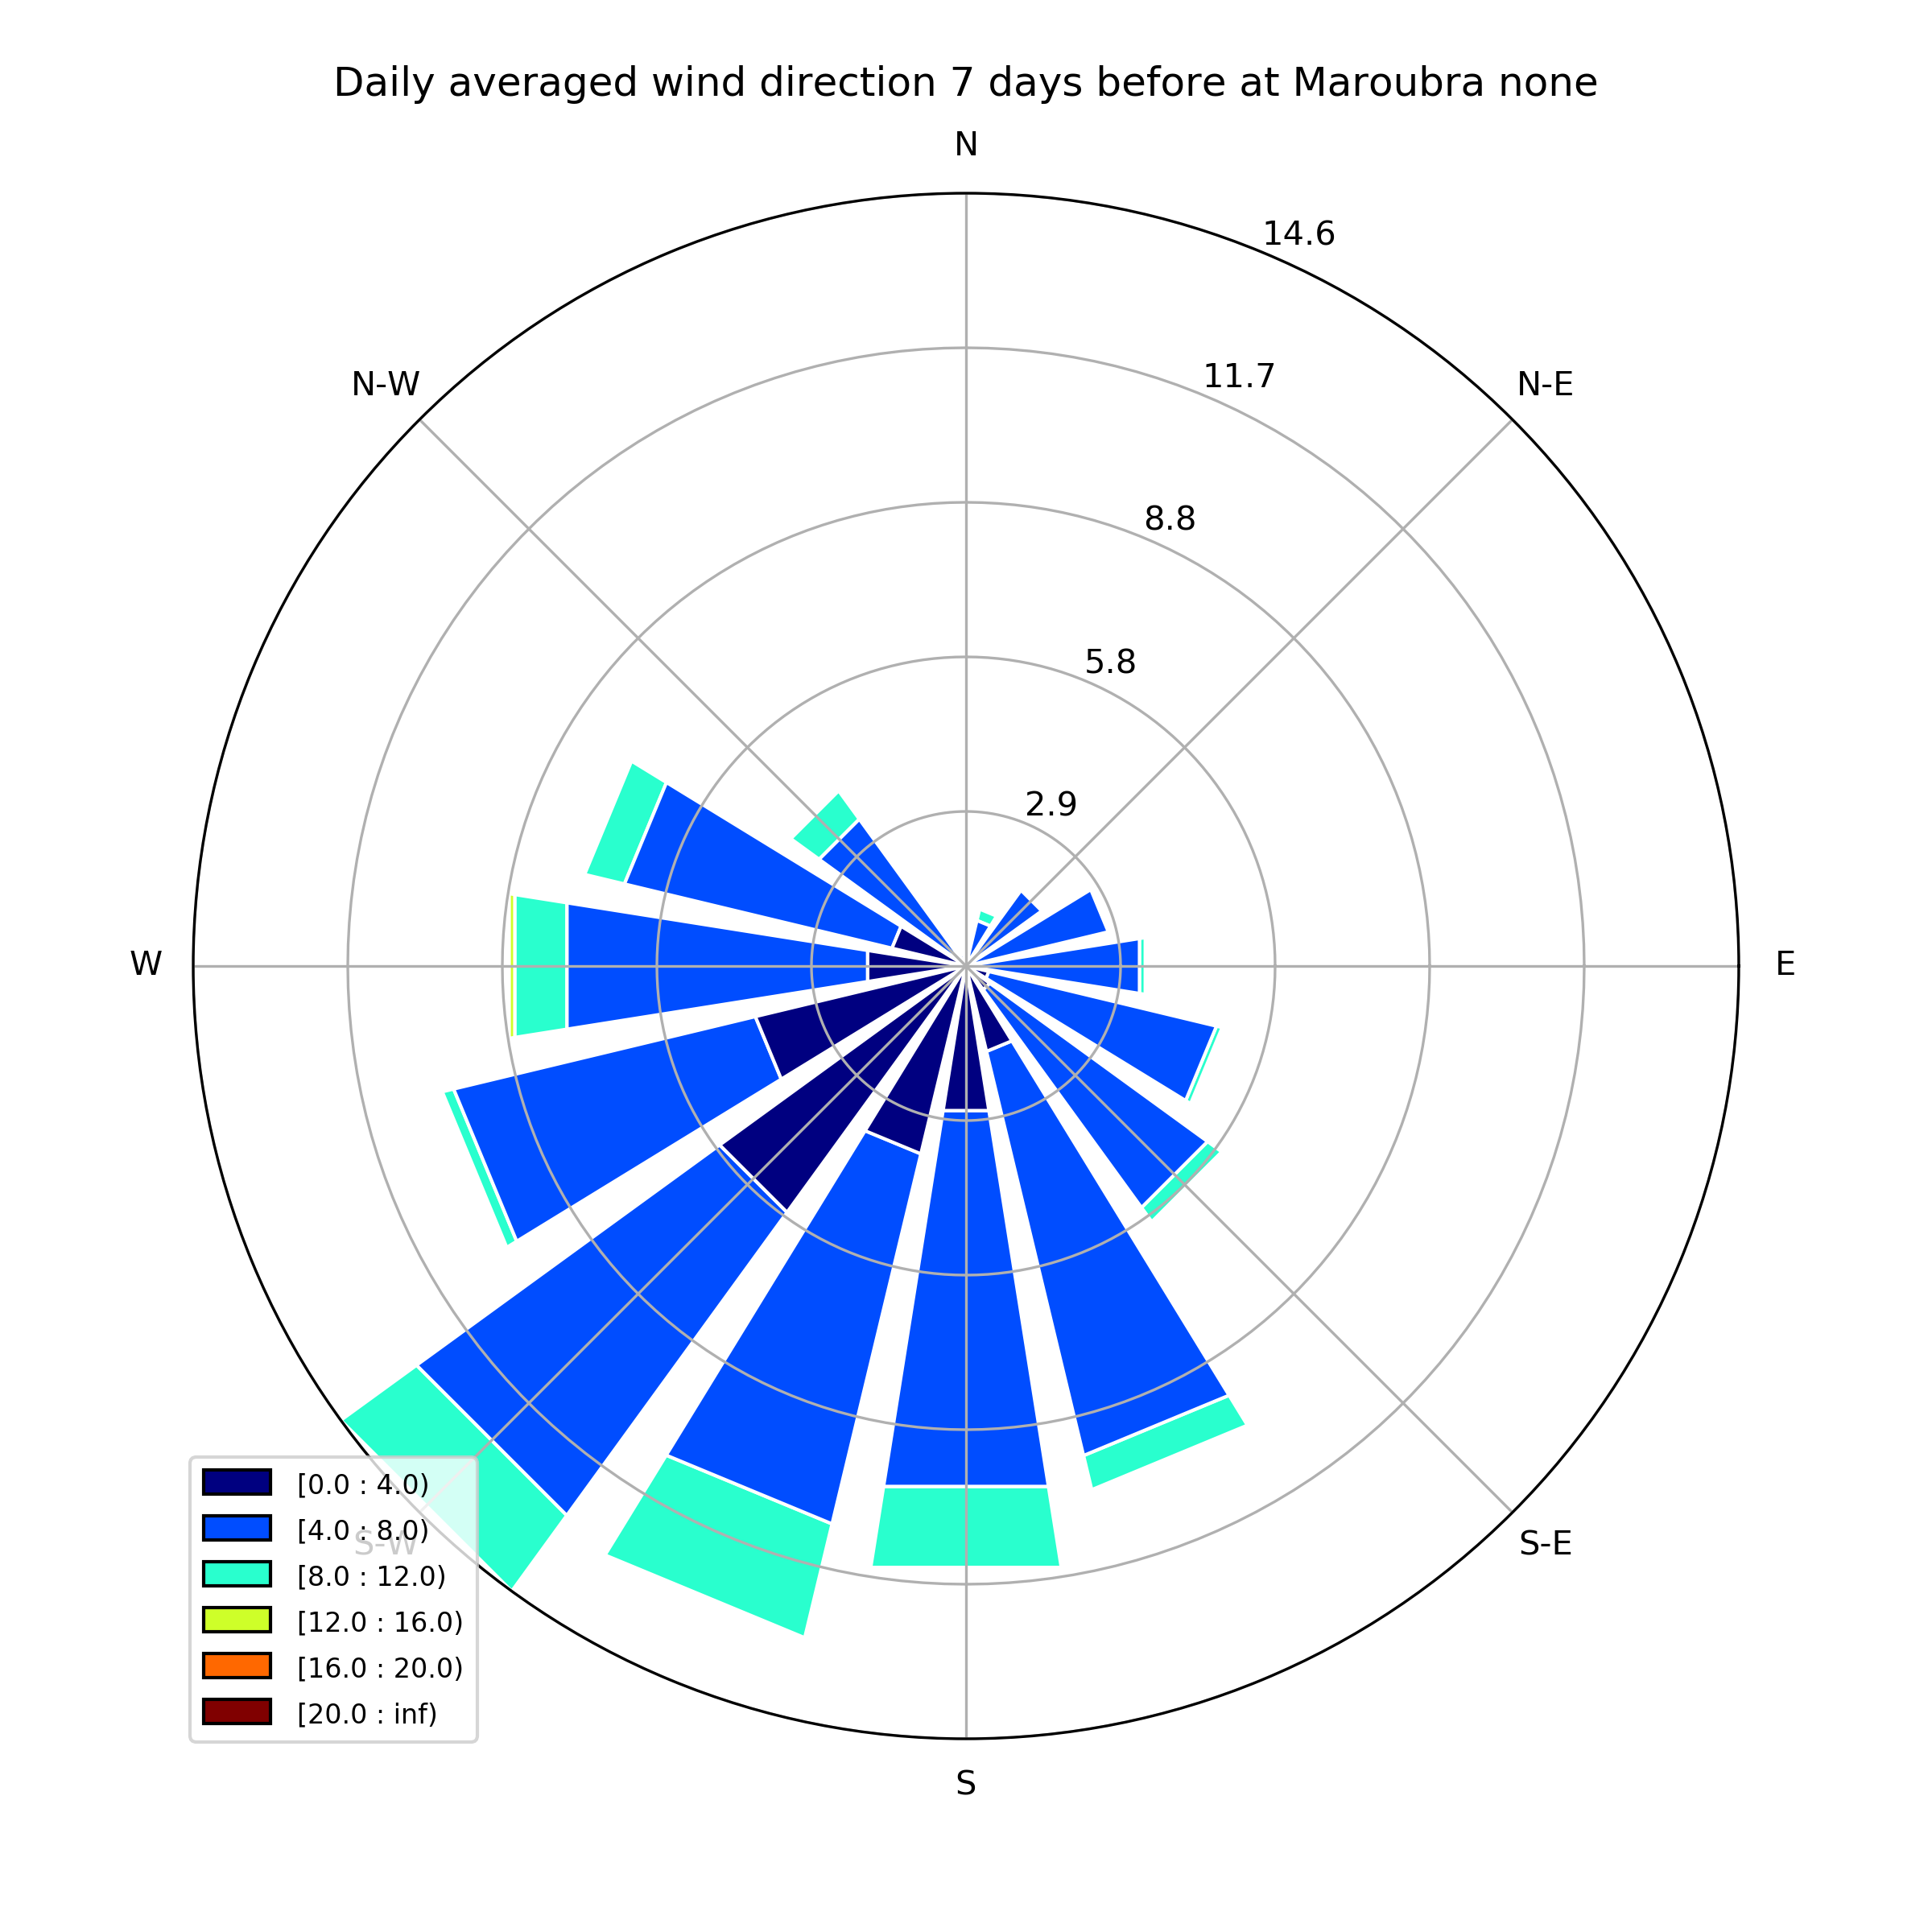 Daily averaged wind direction 7 days before at Maroubra none
N
14.6
N-W
11.7
N-E
8.8
5.8
2.9
W
E
[0.0 : 4.0)
[4.0 : 8.0)
S-W
S-E
[8.0 : 12.0)
[12.0 : 16.0)
[16.0 : 20.0)
[20.0 : inf)
S